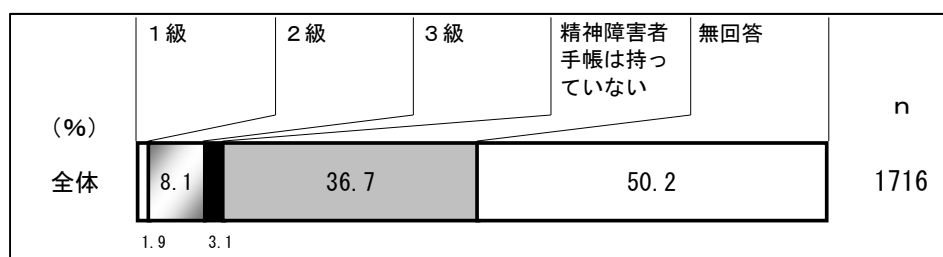 １級
２級
３級
精神障害者
手帳は持っ
ていない
無回答
（％）
n
全体
8.1
36.7
50.2
1716
1.9
3.1